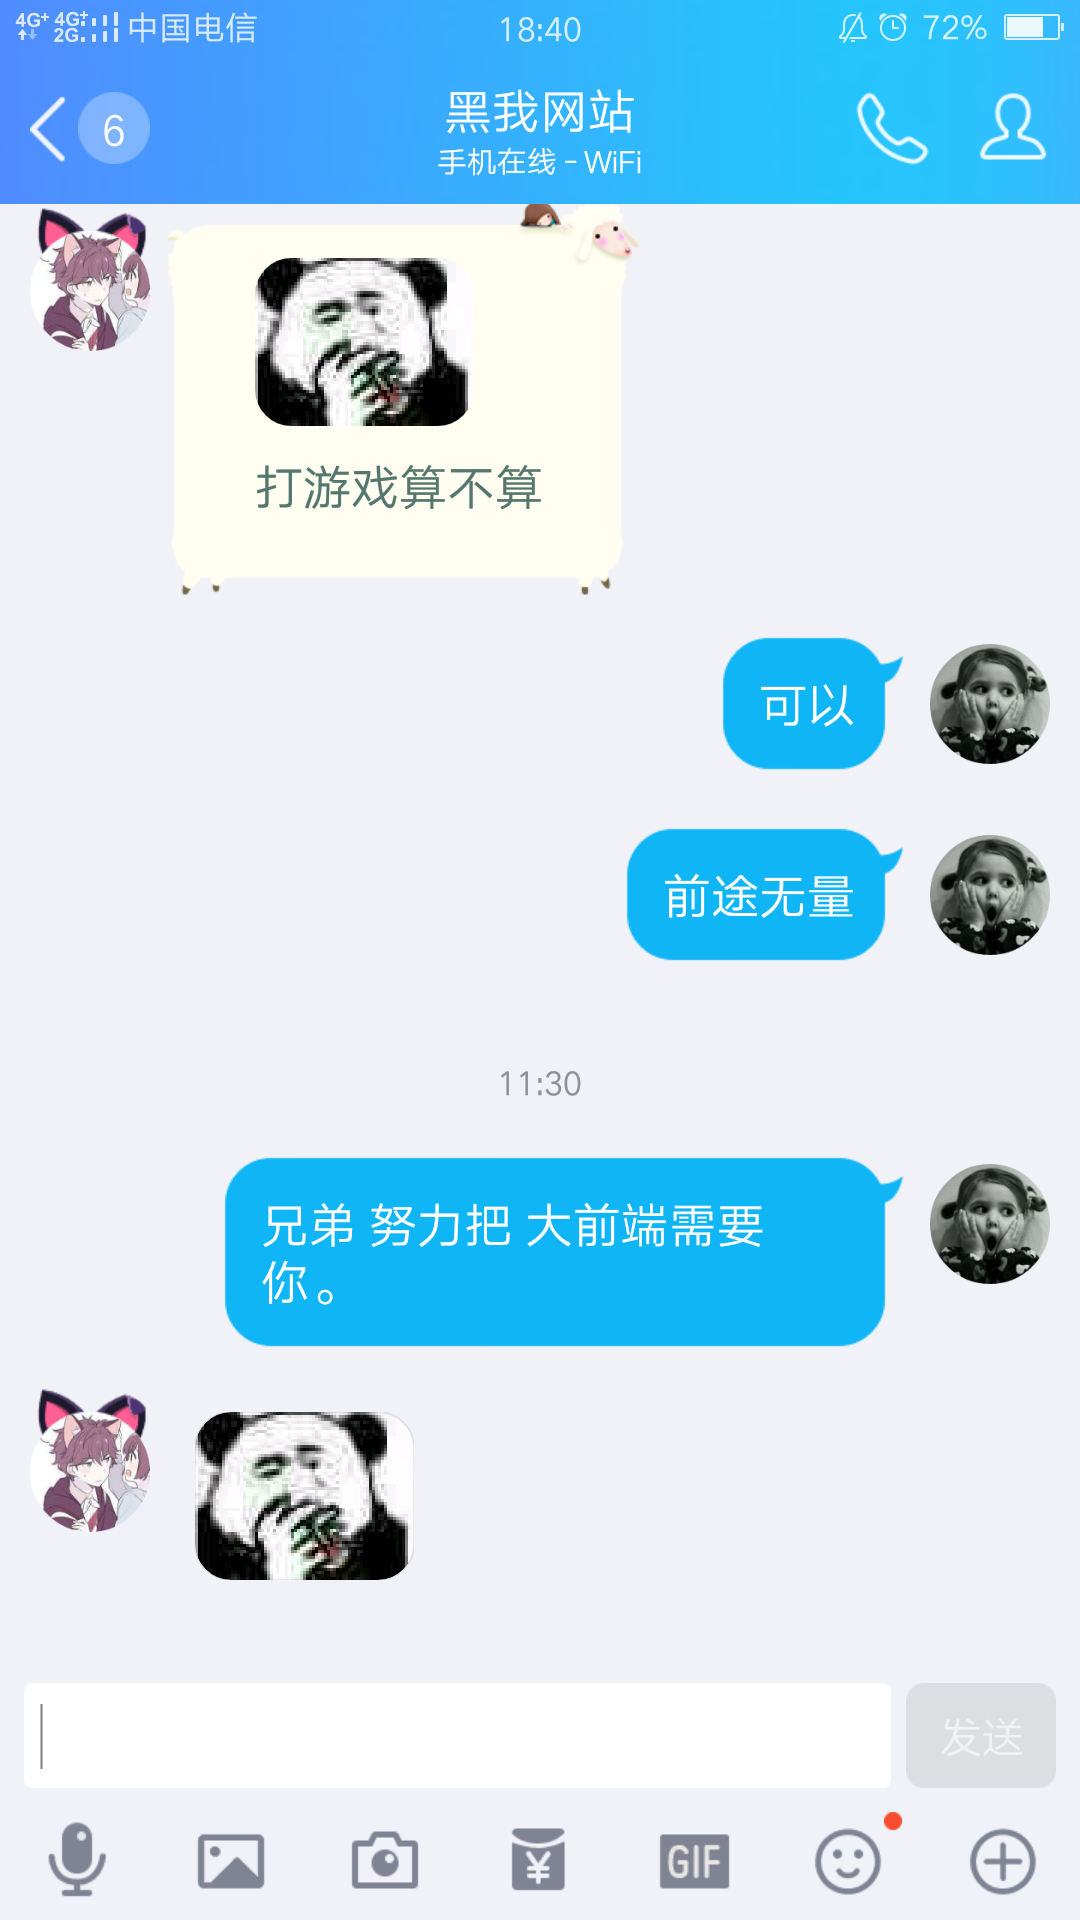 4G+ 4G+ 2G 中国电信 18:40 72%
6 黑我网站
手机在线 - WiFi
打游戏算不算
可以
前途无量
11:30
兄弟 努力把 大前端需要
你。
发送
¥ GIF